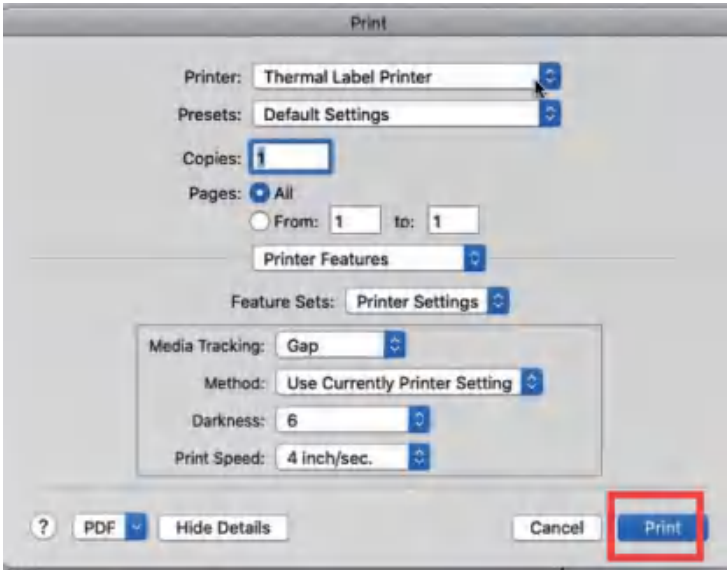 Print
Printer: Thermal Label Printer
Presets: Default Settings
Copies: 1
Pages: All
From: 1 to: 1
Printer Features
Feature Sets: Printer Settings
Media Tracking: Gap
Method: Use Currently Printer Setting
Darkness: 6
Print Speed: 4 inch/sec.
? PDF Hide Details Cancel Print